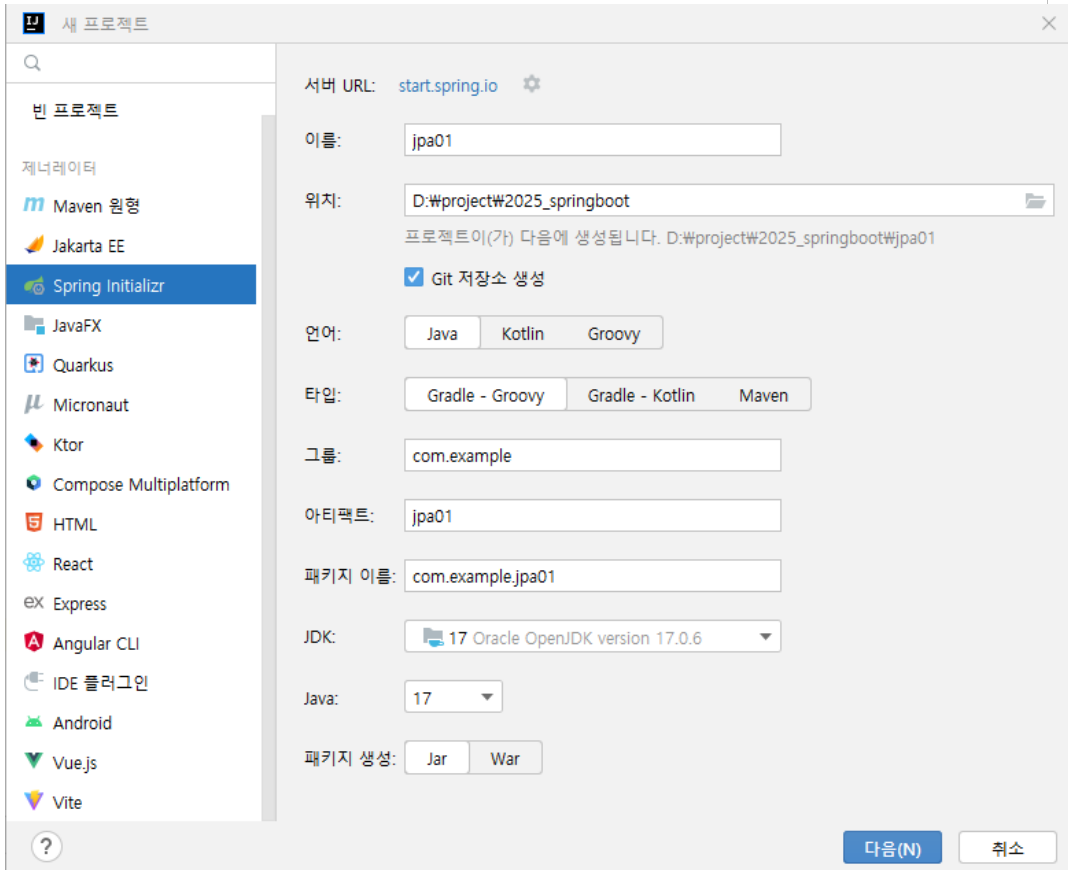 새 프로젝트
빈 프로젝트
제너레이터
Maven 원형
Jakarta EE
Spring Initializr
JavaFX
Quarkus
Micronaut
Ktor
Compose Multiplatform
HTML
React
Express
Angular CLI
IDE 플러그인
Android
Vue.js
Vite
?
서버 URL: start.spring.io
이름: jpa01
위치: D:₩project₩2025_springboot
프로젝트이(가) 다음에 생성됩니다. D:₩project₩2025_springboot₩jpa01
Git 저장소 생성
언어: Java Kotlin Groovy
타입: Gradle - Groovy Gradle - Kotlin Maven
그룹: com.example
아티팩트: jpa01
패키지 이름: com.example.jpa01
JDK: 17 Oracle OpenJDK version 17.0.6
Java: 17
패키지 생성: Jar War
다음(N) 취소